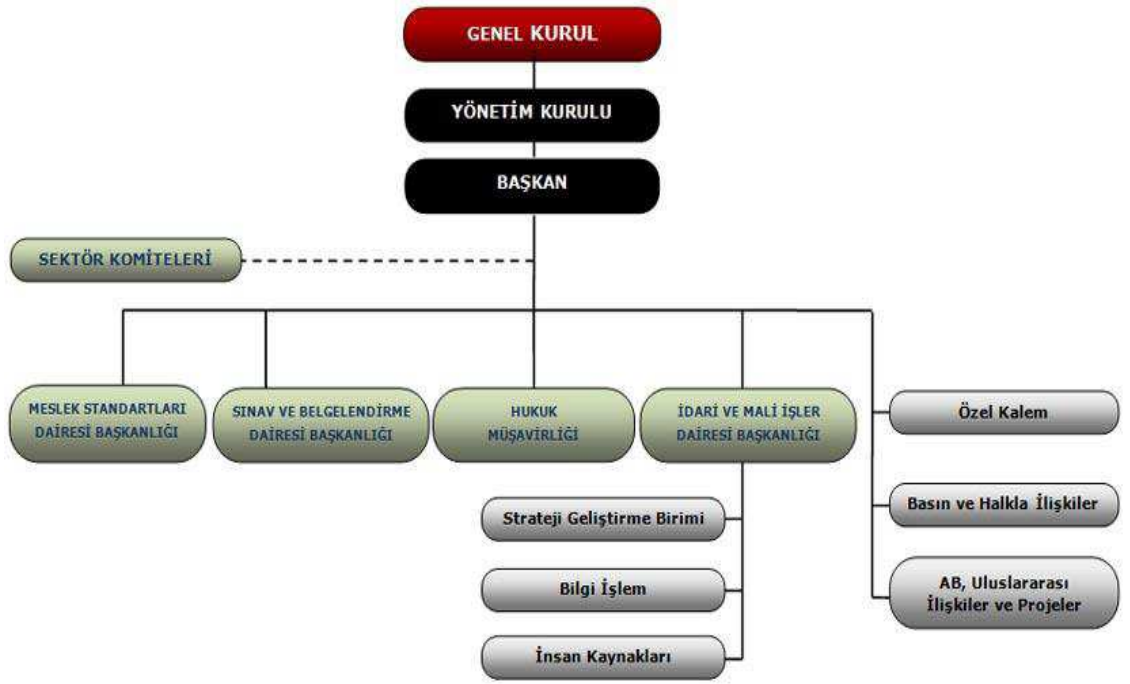 GENEL KURUL
YÖNETİM KURULU
BAŞKAN
SEKTÖR KOMİTELERİ
MESLEK STANDARTLARI
DAİRESİ BAŞKANLIĞI
SINAV VE BELGELENDİRME
DAİRESİ BAŞKANLIĞI
HUKUK
MÜŞAVİRLİĞİ
İDARİ VE MALİ İŞLER
DAİRESİ BAŞKANLIĞI
Özel Kalem
Strateji Geliştirme Birimi
Basın ve Halkla İlişkiler
Bilgi İşlem
AB, Uluslararası
İlişkiler ve Projeler
İnsan Kaynakları